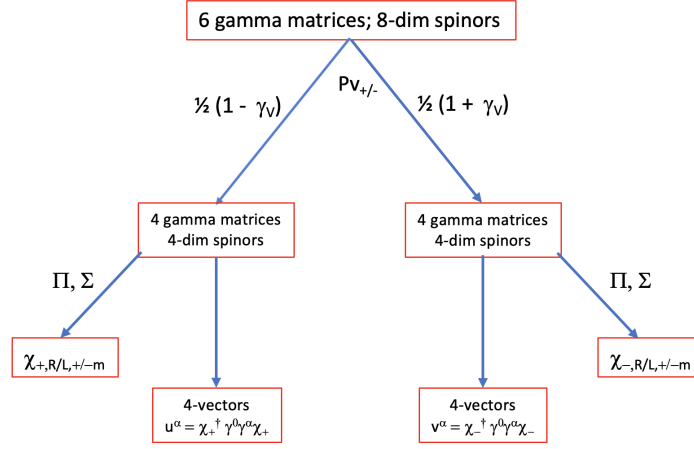 6 gamma matrices; 8-dim spinors
½ (1 - γV)
Pv+/-
½ (1 + γV)
4 gamma matrices
4-dim spinors
4 gamma matrices
4-dim spinors
Π, Σ
Π, Σ
χ+,R/L,+/–m
χ–,R/L,+/–m
4-vectors
uα = χ+† γ0γαχ+
4-vectors
vα = χ–† γ0γαχ–